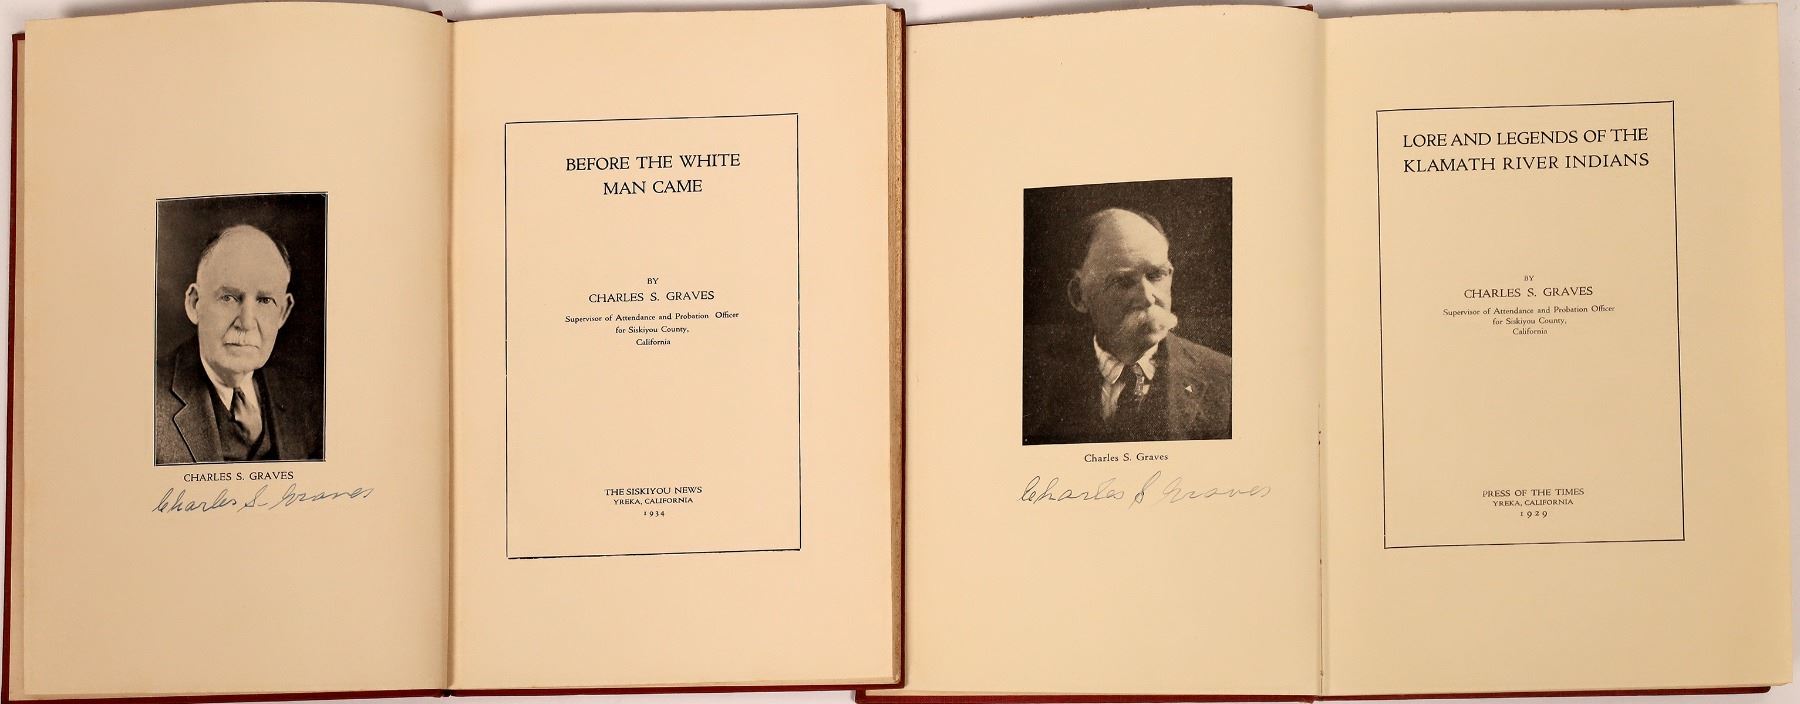 CHARLES S. GRAVES
Charles S. Graves
BEFORE THE WHITE
MAN CAME
BY
CHARLES S. GRAVES
Supervisor of Attendance and Probation Officer
for Siskiyou County,
California
THE SISKIYOU NEWS
YREKA, CALIFORNIA
1934
Charles S. Graves
Charles S Graves
LORE AND LEGENDS OF THE
KLAMATH RIVER INDIANS
BY
CHARLES S. GRAVES
Supervisor of Attendance and Probation Officer
for Siskiyou County,
California
PRESS OF THE TIMES
YREKA, CALIFORNIA
1929